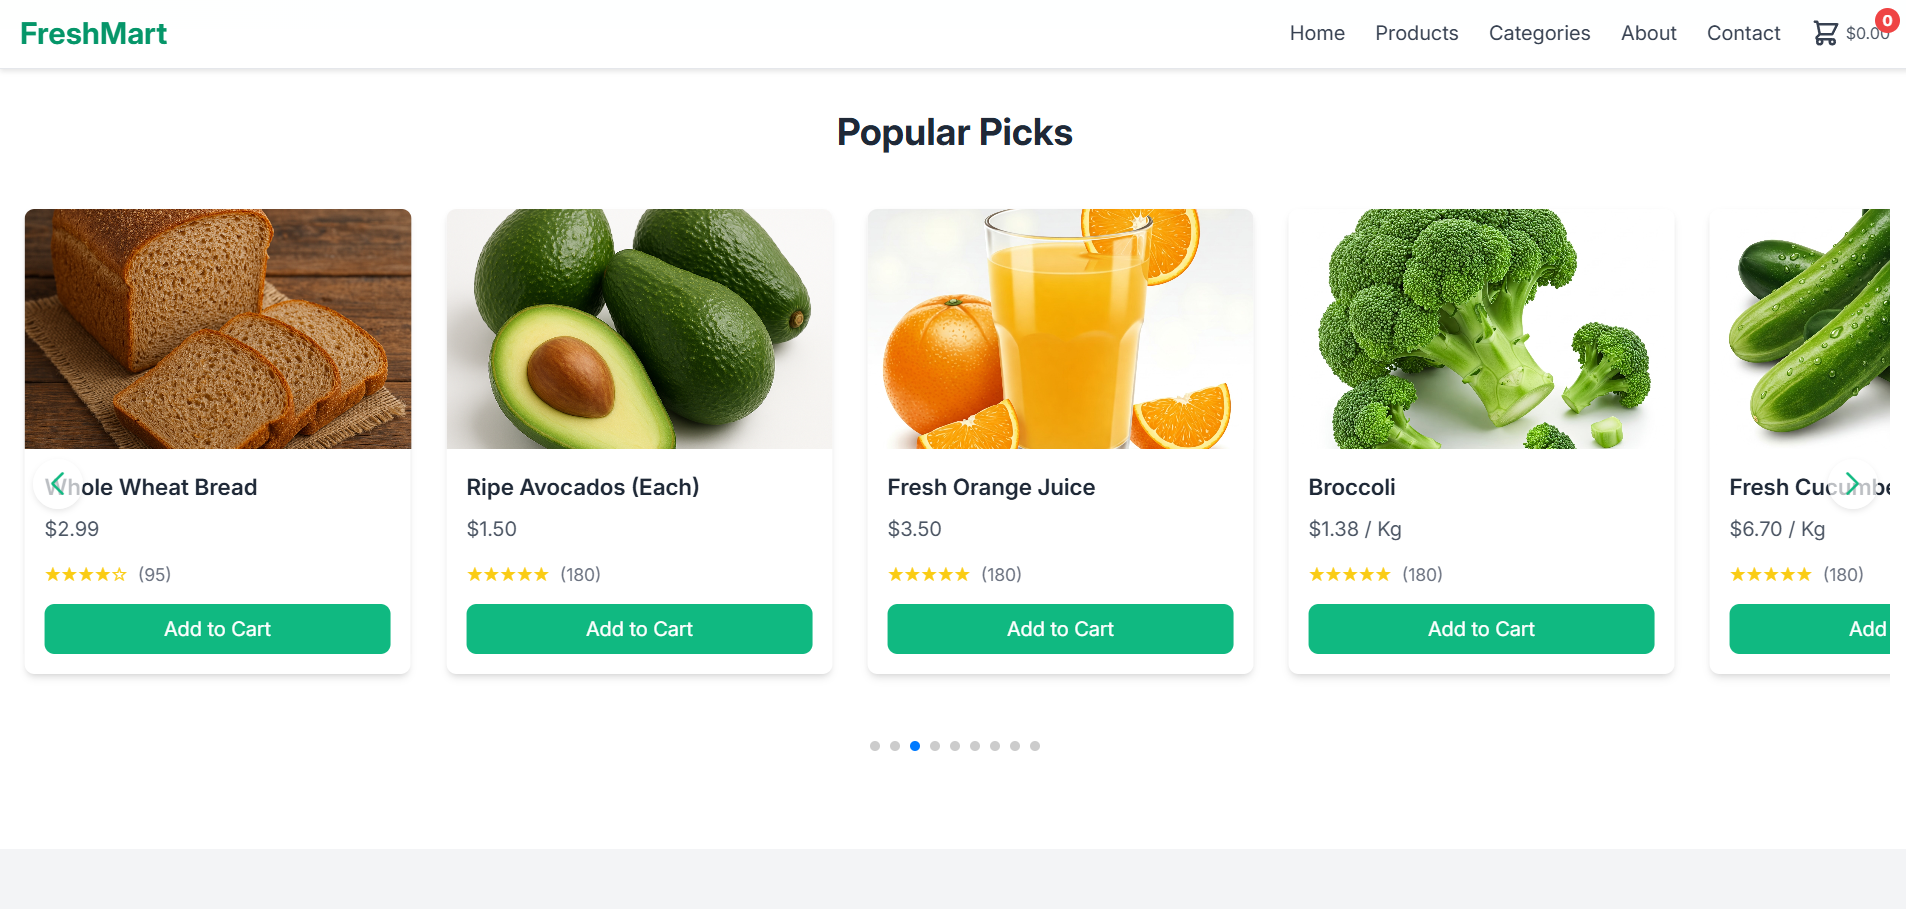 FreshMart
Home Products Categories About Contact $0.00 0
Popular Picks
Whole Wheat Bread
$2.99
★★★★☆ (95)
Add to Cart
Ripe Avocados (Each)
$1.50
★★★★★ (180)
Add to Cart
Fresh Orange Juice
$3.50
★★★★★ (180)
Add to Cart
Broccoli
$1.38 / Kg
★★★★★ (180)
Add to Cart
Fresh Cucumbe
$6.70 / Kg
★★★★★ (180)
Add